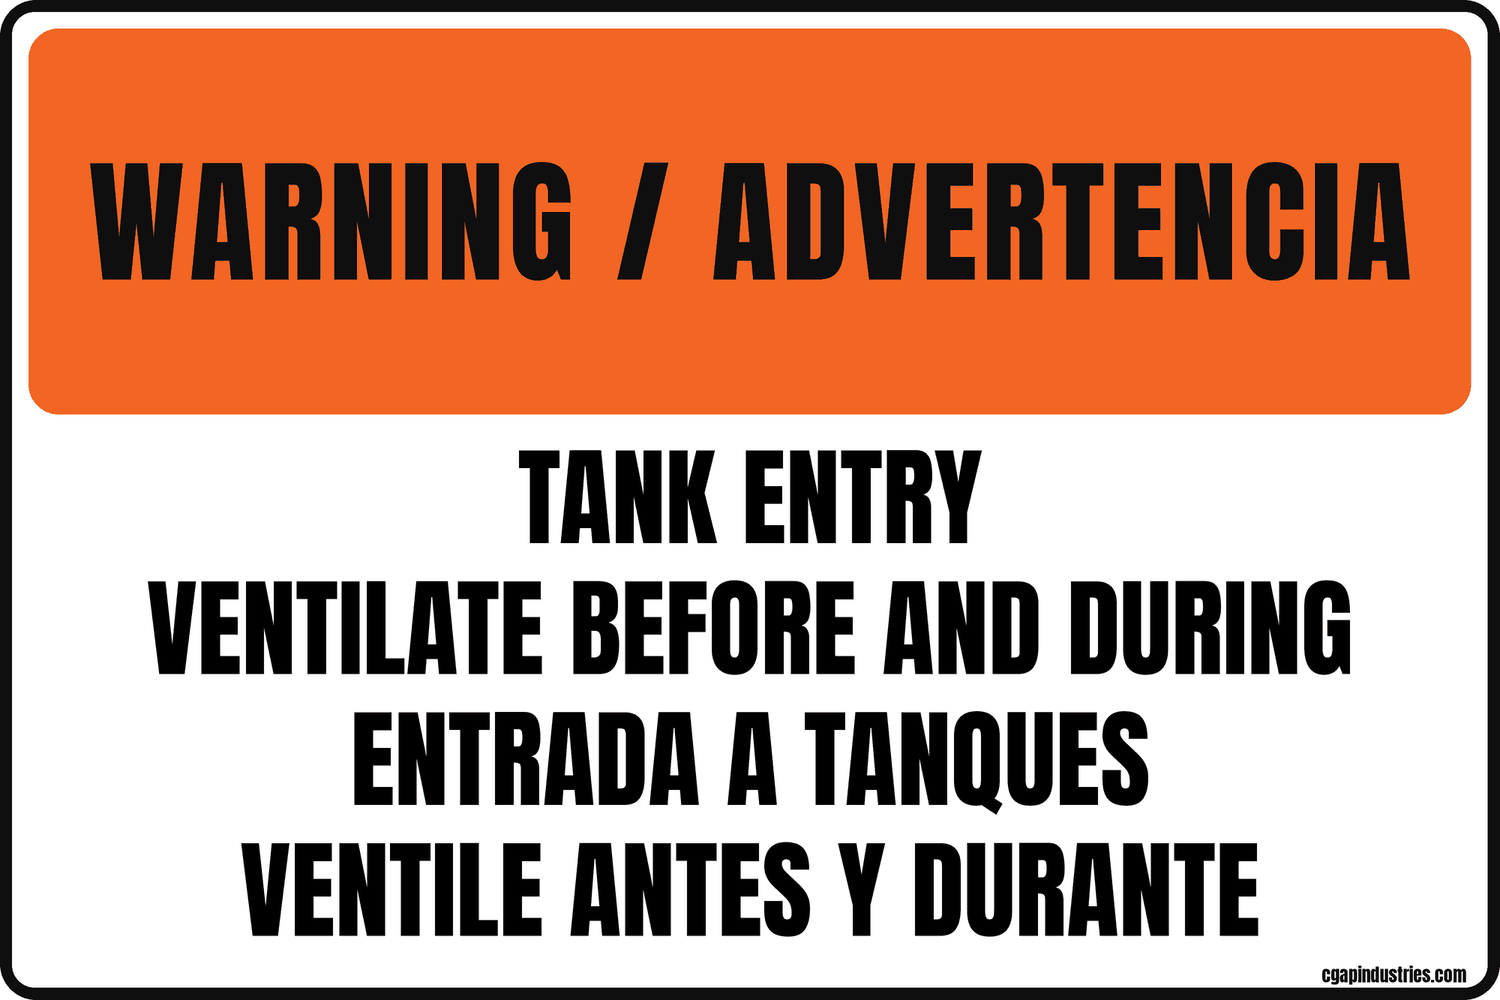 WARNING / ADVERTENCIA
TANK ENTRY
VENTILATE BEFORE AND DURING
ENTRADA A TANQUES
VENTILE ANTES Y DURANTE
cgapindustries.com